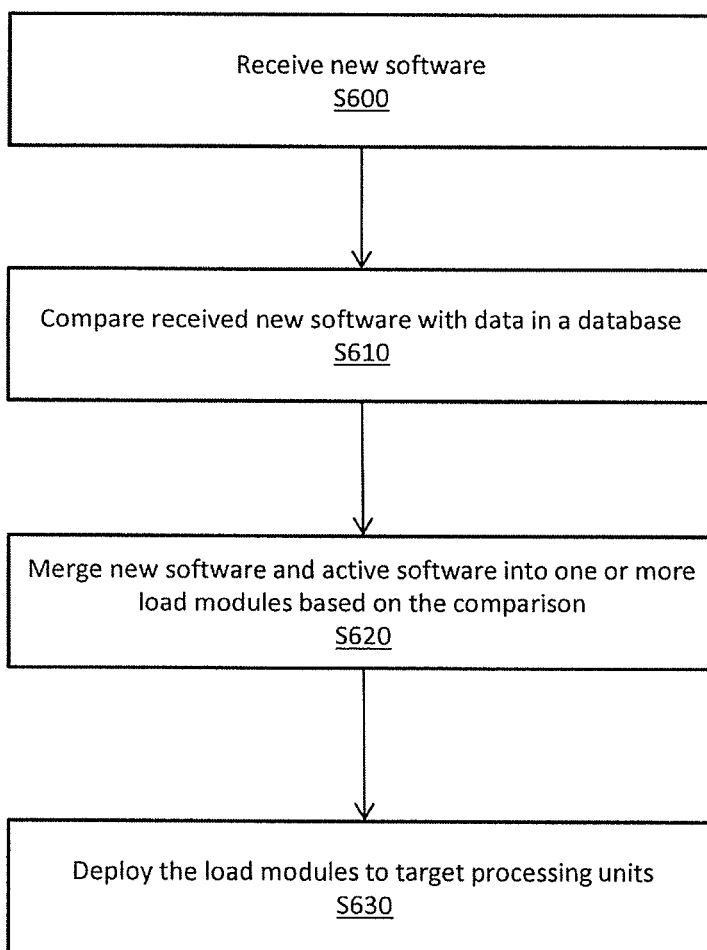 Receive new software
S600
Compare received new software with data in a database
S610
Merge new software and active software into one or more
load modules based on the comparison
S620
Deploy the load modules to target processing units
S630